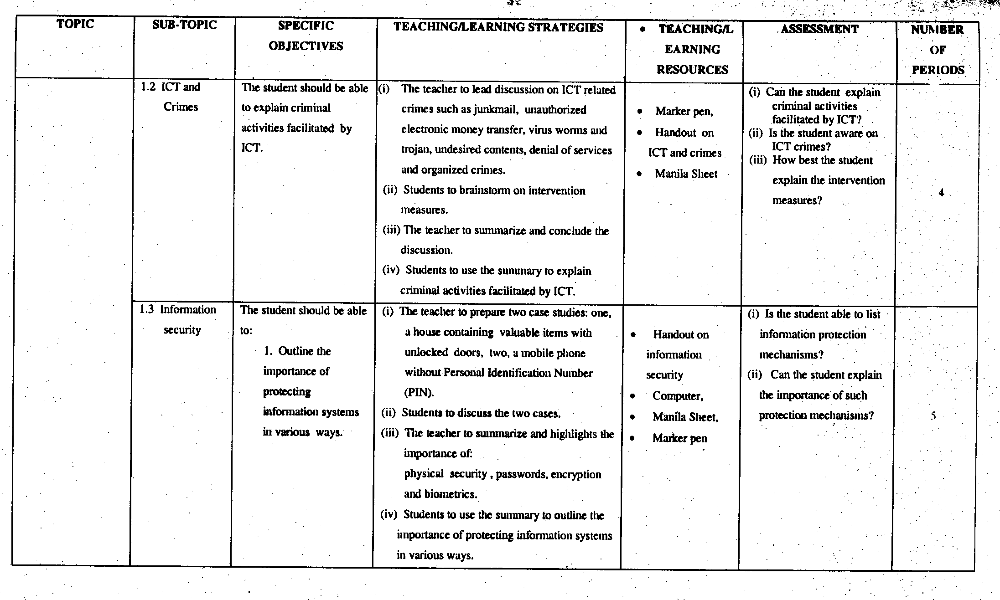 TOPIC
SUB-TOPIC
SPECIFIC
OBJECTIVES
TEACHING/LEARNING STRATEGIES
• TEACHING/L
EARNING
RESOURCES
ASSESSMENT
NUMBER
OF
PERIODS
1.2 ICT and
Crimes
The student should be able
to explain criminal
activities facilitated by
ICT.
(i) The teacher to lead discussion on ICT related
crimes such as junkmail, unauthorized
electronic money transfer, virus worms and
trojan, undesired contents, denial of services
and organized crimes.
(ii) Students to brainstorm on intervention
measures.
(iii) The teacher to summarize and conclude the
discussion.
(iv) Students to use the summary to explain
criminal activities facilitated by ICT.
• Marker pen,
• Handout on
ICT and crimes
• Manila Sheet
(i) Can the student explain
criminal activities
facilitated by ICT?
(ii) Is the student aware on
ICT crimes?
(iii) How best the student
explain the intervention
measures?
4
1.3 Information
security
The student should be able
to:
1. Outline the
importance of
protecting
information systems
in various ways.
(i) The teacher to prepare two case studies: one,
a house containing valuable items with
unlocked doors, two, a mobile phone
without Personal Identification Number
(PIN).
(ii) Students to discuss the two cases.
(iii) The teacher to summarize and highlights the
importance of:
physical security , passwords, encryption
and biometrics.
(iv) Students to use the summary to outline the
importance of protecting information systems
in various ways.
• Handout on
information
security
• Computer,
• Manila Sheet,
• Marker pen
(i) Is the student able to list
information protection
mechanisms?
(ii) Can the student explain
the importance of such
protection mechanisms?
5